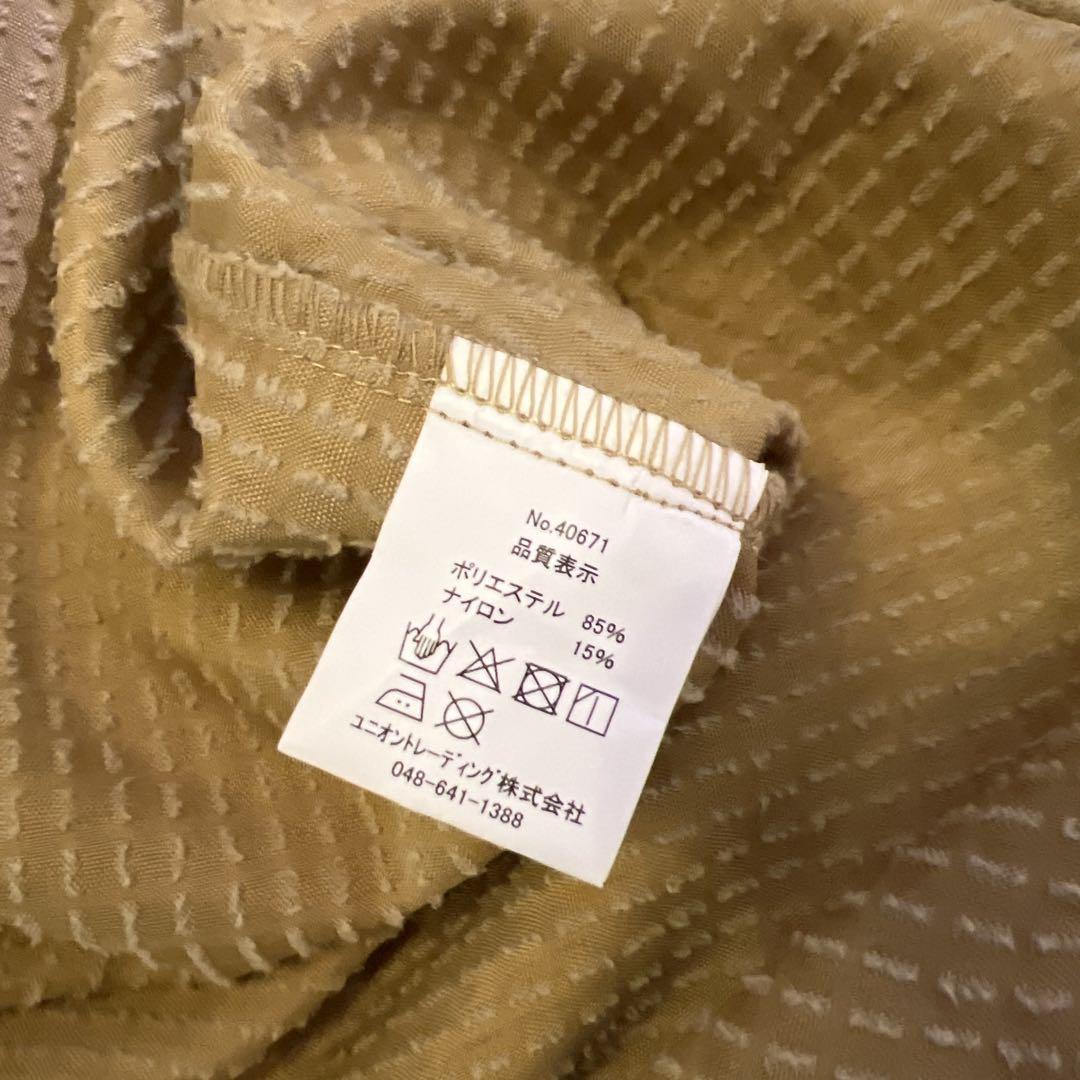 No.40671
品質表示
ポリエステル 85%
ナイロン 15%
ユニオントレーディング株式会社
048-641-1388